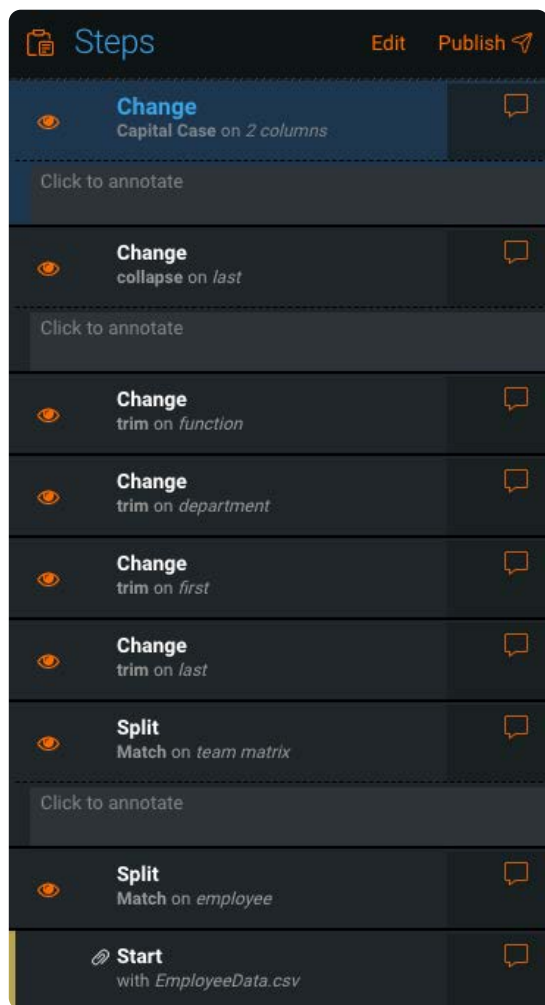 Steps Edit Publish
Change
Capital Case on 2 columns
Click to annotate
Change
collapse on last
Click to annotate
Change
trim on function
Change
trim on department
Change
trim on first
Change
trim on last
Split
Match on team matrix
Click to annotate
Split
Match on employee
Start
with EmployeeData.csv